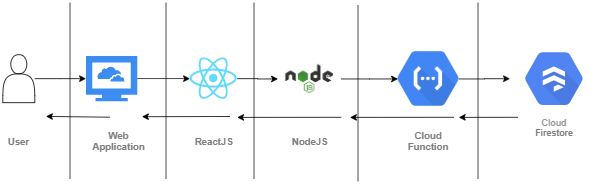 node
JS
User
Web
Application
ReactJS
NodeJS
Cloud
Function
Cloud
Firestore